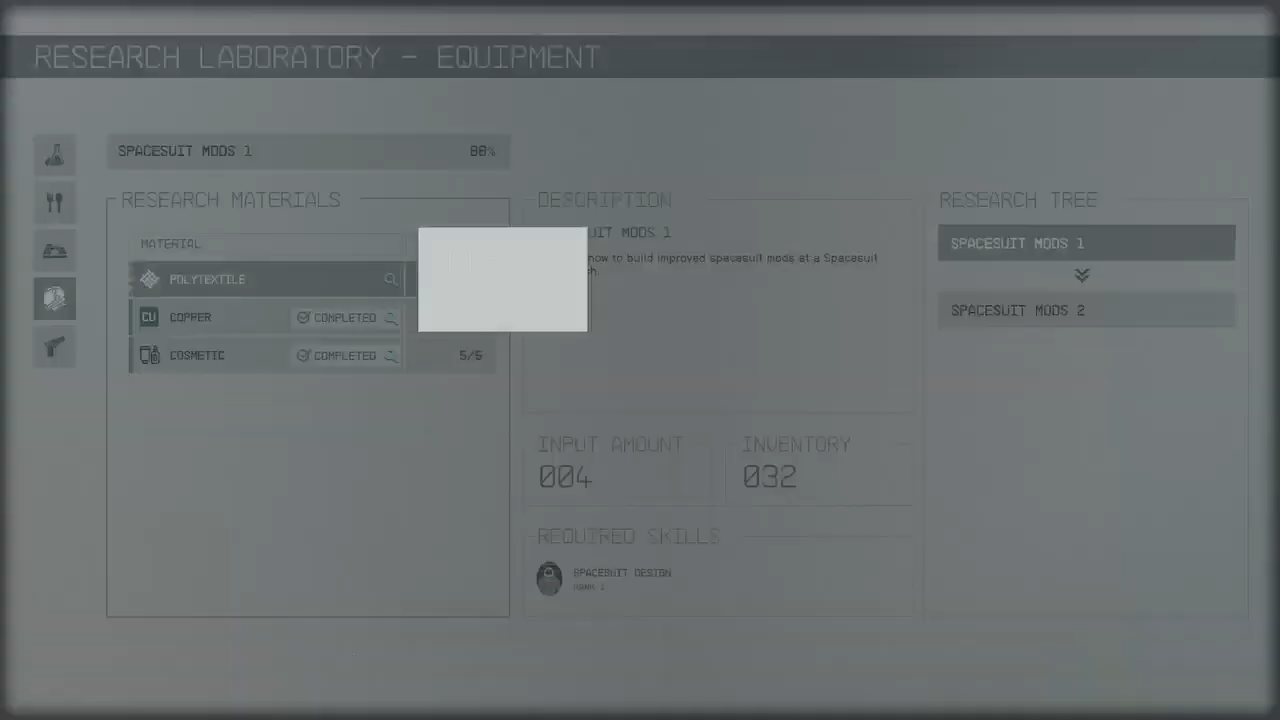 RESEARCH LABORATORY - EQUIPMENT
SPACESUIT MODS 1
RESEARCH MATERIALS
MATERIAL
POLYTEXTILE
CU COPPER COMPLETED
COSMETIC COMPLETED 5/5
DESCRIPTION
MODS 1
how to build improved spacesuit mods at a Spacesuit
INPUT AMOUNT
004
INVENTORY
032
REQUIRED SKILLS
SPACESUIT DESIGN
RESEARCH TREE
SPACESUIT MODS 1
SPACESUIT MODS 2